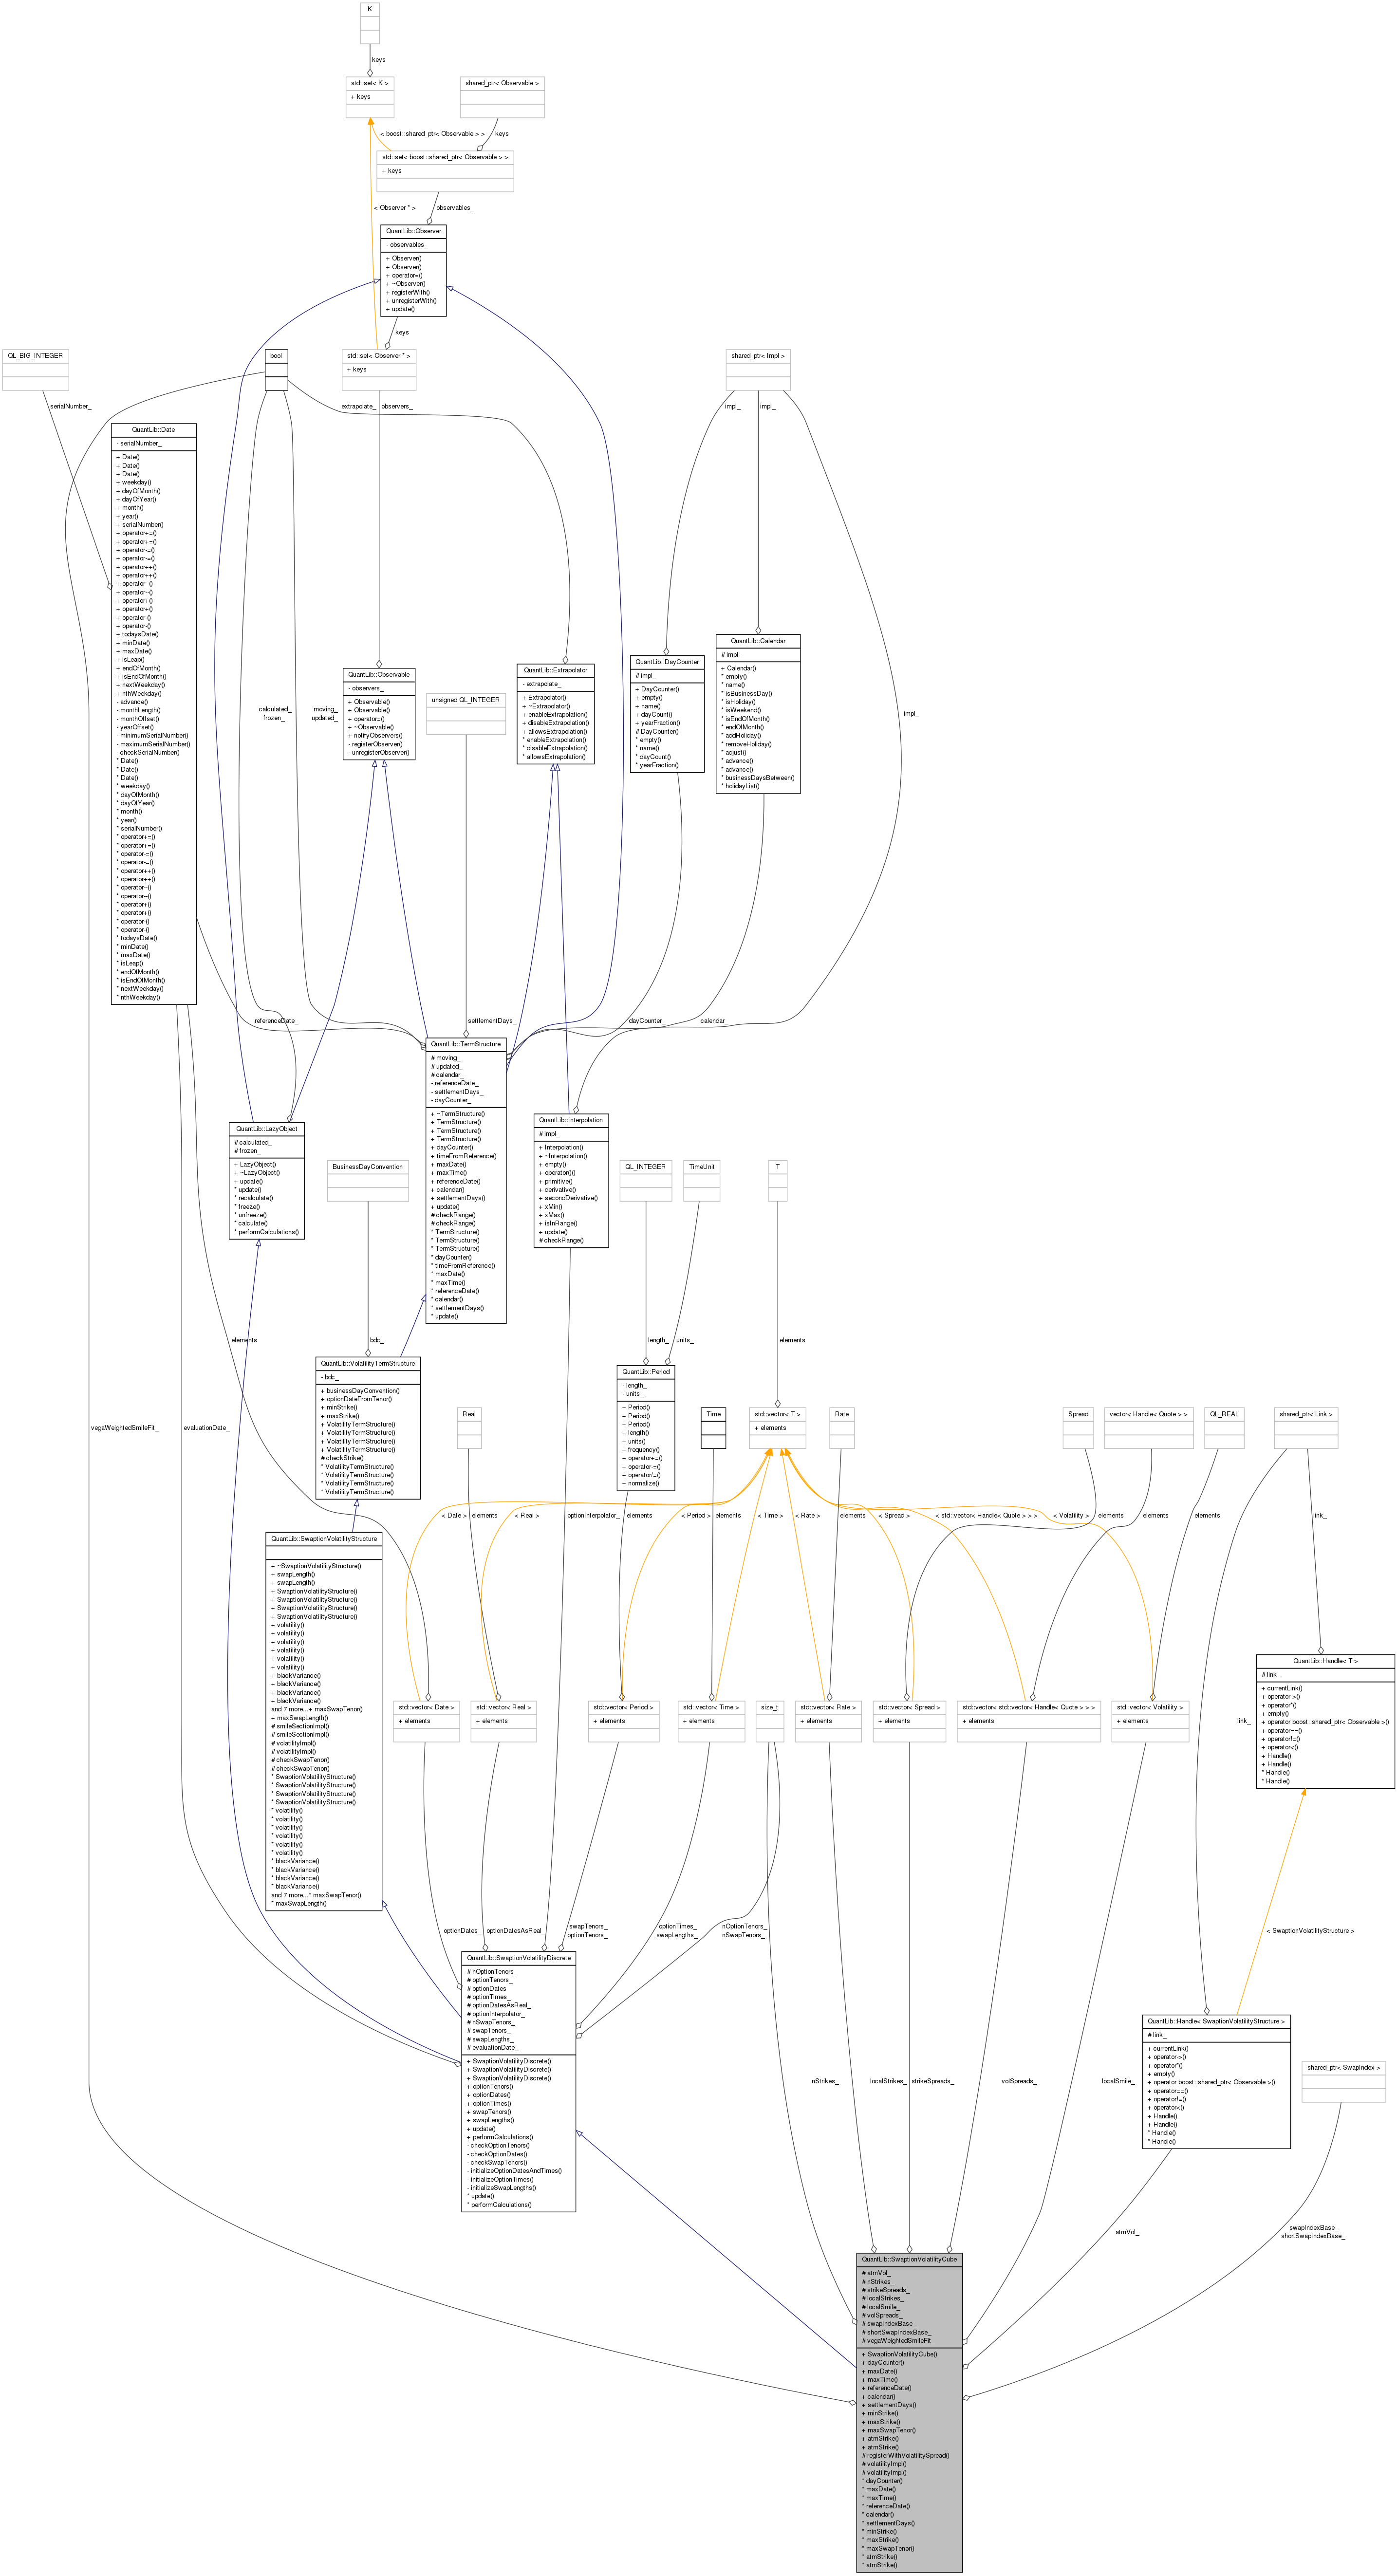 K
keys
std::set< K >
+ keys
shared_ptr< Observable >
< boost::shared_ptr< Observable > >
keys
std::set< boost::shared_ptr< Observable > >
+ keys
< Observer * >
observables_
QuantLib::Observer
- observables_
+ Observer()
+ Observer()
+ operator=()
+ ~Observer()
+ registerWith()
+ unregisterWith()
+ update()
keys
QL_BIG_INTEGER
bool
std::set< Observer * >
+ keys
shared_ptr< Impl >
serialNumber_
extrapolate_
observers_
impl_
impl_
QuantLib::Date
- serialNumber_
+ Date()
+ Date()
+ Date()
+ weekday()
+ dayOfMonth()
+ dayOfYear()
+ month()
+ year()
+ serialNumber()
+ operator+=()
+ operator+=()
+ operator-=()
+ operator-=()
+ operator++()
+ operator++()
+ operator--()
+ operator--()
+ operator+()
+ operator+()
+ operator-()
+ operator-()
+ todaysDate()
+ minDate()
+ maxDate()
+ isLeap()
+ endOfMonth()
+ isEndOfMonth()
+ nextWeekday()
+ nthWeekday()
- advance()
- monthLength()
- monthOffset()
- yearOffset()
- minimumSerialNumber()
- maximumSerialNumber()
- checkSerialNumber()
* Date()
* Date()
* Date()
* weekday()
* dayOfMonth()
* dayOfYear()
* month()
* year()
* serialNumber()
* operator+=()
* operator+=()
* operator-=()
* operator-=()
* operator++()
* operator++()
* operator--()
* operator--()
* operator+()
* operator+()
* operator-()
* operator-()
* todaysDate()
* minDate()
* maxDate()
* isLeap()
* endOfMonth()
* isEndOfMonth()
* nextWeekday()
* nthWeekday()
calculated_
frozen_
moving_
updated_
QuantLib::Observable
- observers_
+ Observable()
+ Observable()
+ operator=()
+ ~Observable()
+ notifyObservers()
- registerObserver()
- unregisterObserver()
unsigned QL_INTEGER
QuantLib::Extrapolator
- extrapolate_
+ Extrapolator()
+ ~Extrapolator()
+ enableExtrapolation()
+ disableExtrapolation()
+ allowsExtrapolation()
* enableExtrapolation()
* disableExtrapolation()
* allowsExtrapolation()
QuantLib::DayCounter
# impl_
+ DayCounter()
+ empty()
+ name()
+ dayCount()
+ yearFraction()
# DayCounter()
* empty()
* name()
* dayCount()
* yearFraction()
QuantLib::Calendar
# impl_
+ Calendar()
* empty()
* name()
* isBusinessDay()
* isHoliday()
* isWeekend()
* isEndOfMonth()
* endOfMonth()
* addHoliday()
* removeHoliday()
* adjust()
* advance()
* advance()
* businessDaysBetween()
* holidayList()
impl_
referenceDate_
settlementDays_
dayCounter_
calendar_
QuantLib::TermStructure
# moving_
# updated_
# calendar_
- referenceDate_
- settlementDays_
- dayCounter_
+ ~TermStructure()
+ TermStructure()
+ TermStructure()
+ TermStructure()
+ dayCounter()
+ timeFromReference()
+ maxDate()
+ maxTime()
+ referenceDate()
+ calendar()
+ settlementDays()
+ update()
# checkRange()
# checkRange()
* TermStructure()
* TermStructure()
* TermStructure()
* dayCounter()
* timeFromReference()
* maxDate()
* maxTime()
* referenceDate()
* calendar()
* settlementDays()
* update()
QuantLib::LazyObject
# calculated_
# frozen_
+ LazyObject()
+ ~LazyObject()
+ update()
* update()
* recalculate()
* freeze()
* unfreeze()
* calculate()
* performCalculations()
QuantLib::Interpolation
# impl_
+ Interpolation()
+ ~Interpolation()
+ empty()
+ operator()()
+ primitive()
+ derivative()
+ secondDerivative()
+ xMin()
+ xMax()
+ isInRange()
+ update()
# checkRange()
BusinessDayConvention
QL_INTEGER
TimeUnit
T
elements
bdc_
length_
units_
elements
QuantLib::VolatilityTermStructure
- bdc_
+ businessDayConvention()
+ optionDateFromTenor()
+ minStrike()
+ maxStrike()
+ VolatilityTermStructure()
+ VolatilityTermStructure()
+ VolatilityTermStructure()
+ VolatilityTermStructure()
# checkStrike()
* VolatilityTermStructure()
* VolatilityTermStructure()
* VolatilityTermStructure()
* VolatilityTermStructure()
QuantLib::Period
- length_
- units_
+ Period()
+ Period()
+ Period()
+ length()
+ units()
+ frequency()
+ operator+=()
+ operator-=()
+ operator/=()
+ normalize()
Real
Time
std::vector< T >
+ elements
Rate
Spread
vector< Handle< Quote > >
QL_REAL
shared_ptr< Link >
vegaWeightedSmileFit_
evaluationDate_
< Date >
elements
< Real >
optionInterpolator_
elements
< Period >
elements
< Time >
< Rate >
elements
< Spread >
elements
< std::vector< Handle< Quote > > >
elements
< Volatility >
elements
link_
QuantLib::SwaptionVolatilityStructure
+ ~SwaptionVolatilityStructure()
+ swapLength()
+ swapLength()
+ SwaptionVolatilityStructure()
+ SwaptionVolatilityStructure()
+ SwaptionVolatilityStructure()
+ SwaptionVolatilityStructure()
+ volatility()
+ volatility()
+ volatility()
+ volatility()
+ volatility()
+ volatility()
+ blackVariance()
+ blackVariance()
+ blackVariance()
+ blackVariance()
and 7 more...+ maxSwapTenor()
+ maxSwapLength()
# smileSectionImpl()
# smileSectionImpl()
# volatilityImpl()
# volatilityImpl()
# checkSwapTenor()
# checkSwapTenor()
* SwaptionVolatilityStructure()
* SwaptionVolatilityStructure()
* SwaptionVolatilityStructure()
* SwaptionVolatilityStructure()
* volatility()
* volatility()
* volatility()
* volatility()
* volatility()
* volatility()
* blackVariance()
* blackVariance()
* blackVariance()
* blackVariance()
and 7 more...* maxSwapTenor()
* maxSwapLength()
std::vector< Date >
+ elements
std::vector< Real >
+ elements
std::vector< Period >
+ elements
std::vector< Time >
+ elements
size_t
std::vector< Rate >
+ elements
std::vector< Spread >
+ elements
std::vector< std::vector< Handle< Quote > > >
+ elements
std::vector< Volatility >
+ elements
link_
QuantLib::Handle< T >
# link_
+ currentLink()
+ operator->()
+ operator*()
+ empty()
+ operator boost::shared_ptr< Observable >()
+ operator==()
+ operator!=()
+ operator<()
+ Handle()
+ Handle()
* Handle()
* Handle()
optionDates_
optionDatesAsReal_
swapTenors_
optionTenors_
optionTimes_
swapLengths_
nOptionTenors_
nSwapTenors_
< SwaptionVolatilityStructure >
QuantLib::SwaptionVolatilityDiscrete
# nOptionTenors_
# optionTenors_
# optionDates_
# optionTimes_
# optionDatesAsReal_
# optionInterpolator_
# nSwapTenors_
# swapTenors_
# swapLengths_
# evaluationDate_
+ SwaptionVolatilityDiscrete()
+ SwaptionVolatilityDiscrete()
+ SwaptionVolatilityDiscrete()
+ optionTenors()
+ optionDates()
+ optionTimes()
+ swapTenors()
+ swapLengths()
+ update()
+ performCalculations()
- checkOptionTenors()
- checkOptionDates()
- checkSwapTenors()
- initializeOptionDatesAndTimes()
- initializeOptionTimes()
- initializeSwapLengths()
* update()
* performCalculations()
nStrikes_
localStrikes_
strikeSpreads_
volSpreads_
localSmile_
QuantLib::Handle< SwaptionVolatilityStructure >
# link_
+ currentLink()
+ operator->()
+ operator*()
+ empty()
+ operator boost::shared_ptr< Observable >()
+ operator==()
+ operator!=()
+ operator<()
+ Handle()
+ Handle()
* Handle()
* Handle()
shared_ptr< SwapIndex >
atmVol_
swapIndexBase_
shortSwapIndexBase_
QuantLib::SwaptionVolatilityCube
# atmVol_
# nStrikes_
# strikeSpreads_
# localStrikes_
# localSmile_
# volSpreads_
# swapIndexBase_
# shortSwapIndexBase_
# vegaWeightedSmileFit_
+ SwaptionVolatilityCube()
+ dayCounter()
+ maxDate()
+ maxTime()
+ referenceDate()
+ calendar()
+ settlementDays()
+ minStrike()
+ maxStrike()
+ maxSwapTenor()
+ atmStrike()
+ atmStrike()
# registerWithVolatilitySpread()
# volatilityImpl()
# volatilityImpl()
* dayCounter()
* maxDate()
* maxTime()
* referenceDate()
* calendar()
* settlementDays()
* minStrike()
* maxStrike()
* maxSwapTenor()
* atmStrike()
* atmStrike()